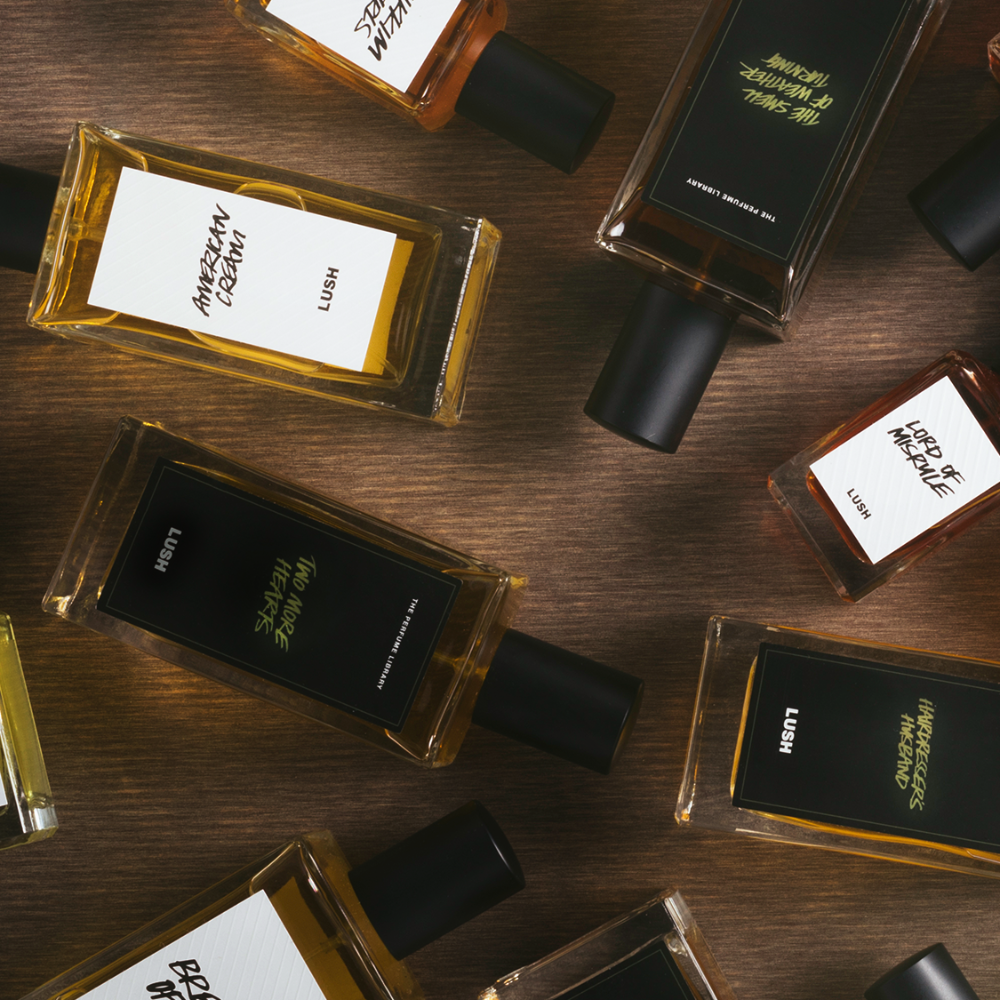 THE SMELL
OF WEATHER
TURNING
THE PERFUME LIBRARY
AMERICAN
CREAM
LUSH
LORD OF
MISRULE
LUSH
LUSH
TWO MORE
HEARTS
THE PERFUME LIBRARY
LUSH
HAIRDRESSER'S
HUSBAND